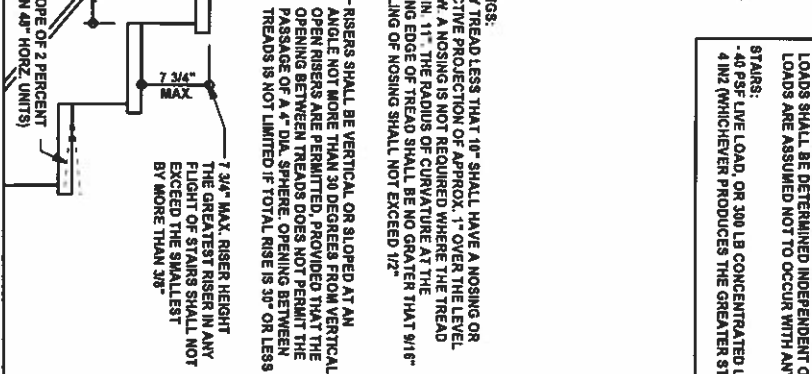 LOADS SHALL BE DETERMINED INDEPENDENT
LOADS ARE ASSUMED NOT TO OCCUR WITH AN
STAIRS:
- 40 PSF LIVE LOAD, OR 300 LB CONCENTRATED L
4 IN2 (WHICHEVER PRODUCES THE GREATER ST
GS:
Y TREAD LESS THAT 10" SHALL HAVE A NOSING OR
CTIVE PROJECTION OF APPROX. 1" OVER THE LEVEL
W. A NOSING IS NOT REQUIRED WHERE THE TREAD
IN. 11". THE RADIUS OF CURVATURE AT THE
NG EDGE OF TREAD SHALL BE NO GRATER THAT 9/16"
LING OF NOSING SHALL NOT EXCEED 1/2"
- RISERS SHALL BE VERTICAL OR SLOPED AT AN
ANGLE NOT MORE THAN 30 DEGREES FROM VERTICAL
OPEN RISERS ARE PERMITTED, PROVIDED THAT THE
OPENING BETWEEN TREADS DOES NOT PERMIT THE
PASSAGE OF A 4" DIA. SPHERE. OPENING BETWEEN
TREADS IS NOT LIMITED IF TOTAL RISE IS 30" OR LESS
7 3/4"
MAX.
7 3/4" MAX. RISER HEIGHT
THE GREATEST RISER IN ANY
FLIGHT OF STAIRS SHALL NOT
EXCEED THE SMALLEST
BY MORE THAN 3/8"
OPE OF 2 PERCENT
N 48" HORZ. UNITS)